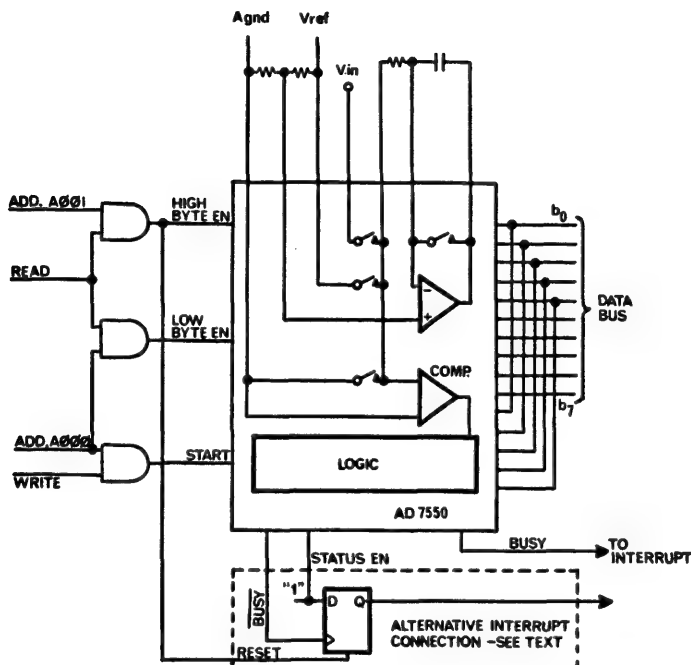 Agnd Vref
Vin
ADD. A001
HIGH
BYTE EN
READ
LOW
BYTE EN
ADD. A000
WRITE
START
b0
DATA
BUS
b7
-
+
COMP.
LOGIC
AD 7550
BUSY
TO
INTERRUPT
STATUS EN
"1"
D Q
BUSY
RESET
ALTERNATIVE INTERRUPT
CONNECTION -SEE TEXT